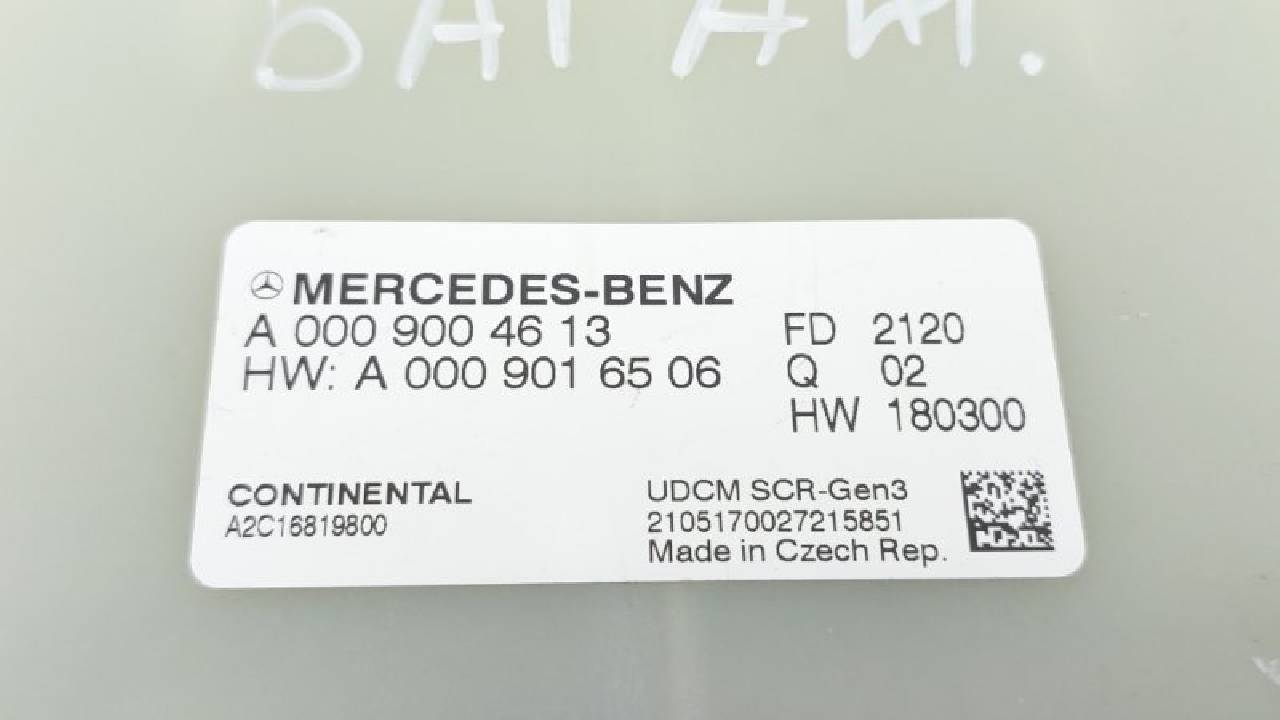 БАГАЖ.
MERCEDES-BENZ
A 000 900 46 13
HW: A 000 901 65 06
FD 2120
Q 02
HW 180300
CONTINENTAL
A2C16819800
UDCM SCR-Gen3
2105170027215851
Made in Czech Rep.